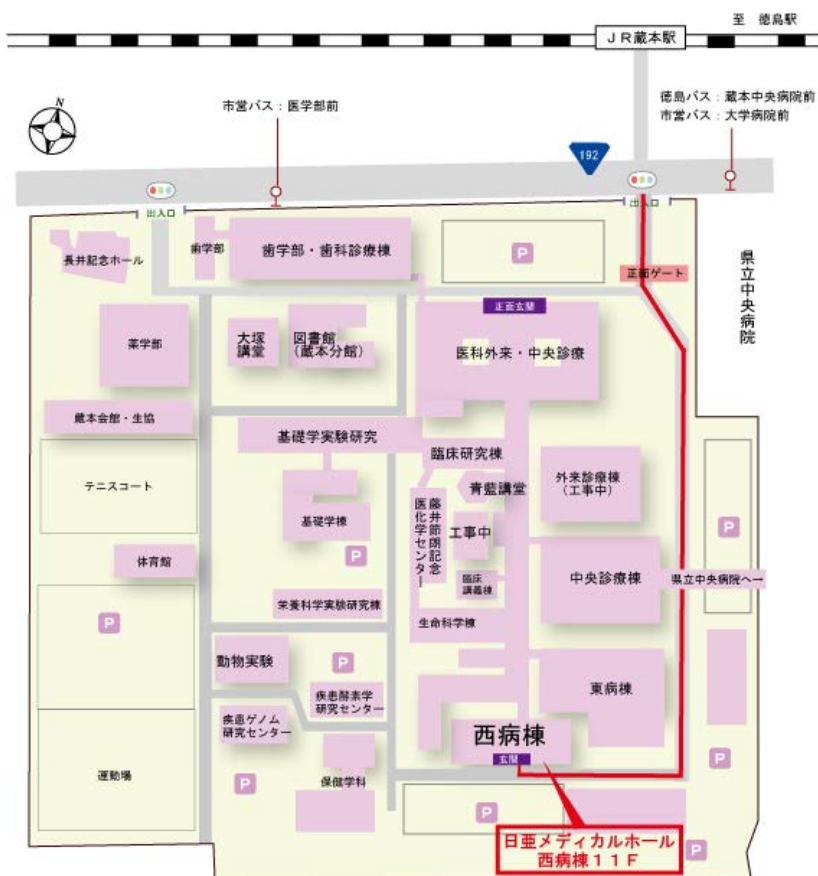 至 徳島駅
JR蔵本駅
N
市営バス：医学部前
徳島バス：蔵本中央病院前
市営バス：大学病院前
192
出入口
出入口
長井記念ホール
歯学部
歯学部・歯科診療棟
P
正面ゲート
県立中央病院
正面玄関
薬学部
大塚
講堂
図書館
(蔵本分館)
医科外来・中央診療
蔵本会館・生協
基礎学実験研究
臨床研究棟
テニスコート
青藍講堂
外来診療棟
(工事中)
基礎学棟
藤井節朗記念
医化学センター
工事中
P
体育館
P
臨床
講義棟
中央診療棟
県立中央病院へ→
栄養科学実験研究棟
P
生命科学棟
動物実験
P
東病棟
疾患酵素学
研究センター
疾患ゲノム
研究センター
西病棟
玄関
P
運動場
P
保健学科
P
日亜メディカルホール
西病棟11F
P